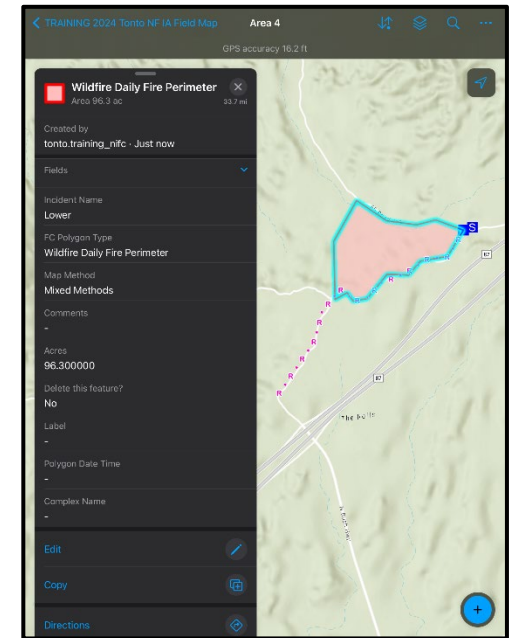 TRAINING 2024 Tonto NF IA Field Map
Area 4
GPS accuracy 16.2 ft
Wildfire Daily Fire Perimeter
Area 96.3 ac
33.7 mi
Created by
tonto.training_nifc · Just now
Fields
Incident Name
Lower
FC Polygon Type
Wildfire Daily Fire Perimeter
Map Method
Mixed Methods
Comments
-
Acres
96.300000
Delete this feature?
No
Label
-
Polygon Date Time
-
Complex Name
-
Edit
Copy
Directions
S
87
R
R
R
R
R
R
R
R
R
87